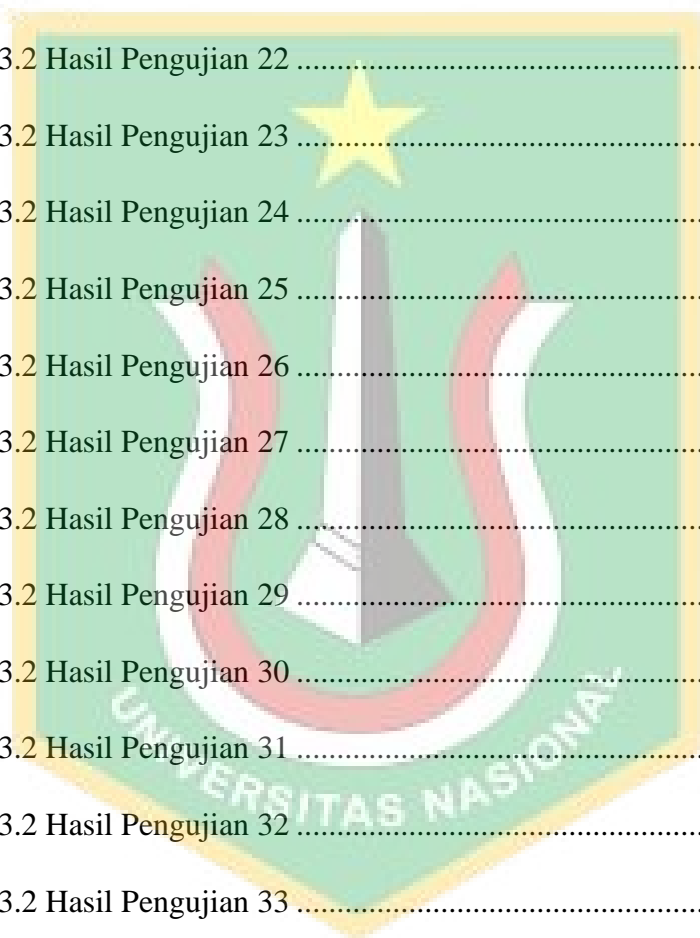 3.2 Hasil Pengujian 22 ..................................................
3.2 Hasil Pengujian 23 ..................................................
3.2 Hasil Pengujian 24 ..................................................
3.2 Hasil Pengujian 25 ..................................................
3.2 Hasil Pengujian 26 ..................................................
3.2 Hasil Pengujian 27 ..................................................
3.2 Hasil Pengujian 28 ..................................................
3.2 Hasil Pengujian 29 ..................................................
3.2 Hasil Pengujian 30 ..................................................
3.2 Hasil Pengujian 31 ..................................................
UNIVERSITAS NASIONAL
3.2 Hasil Pengujian 32 ..................................................
3.2 Hasil Pengujian 33 ..................................................